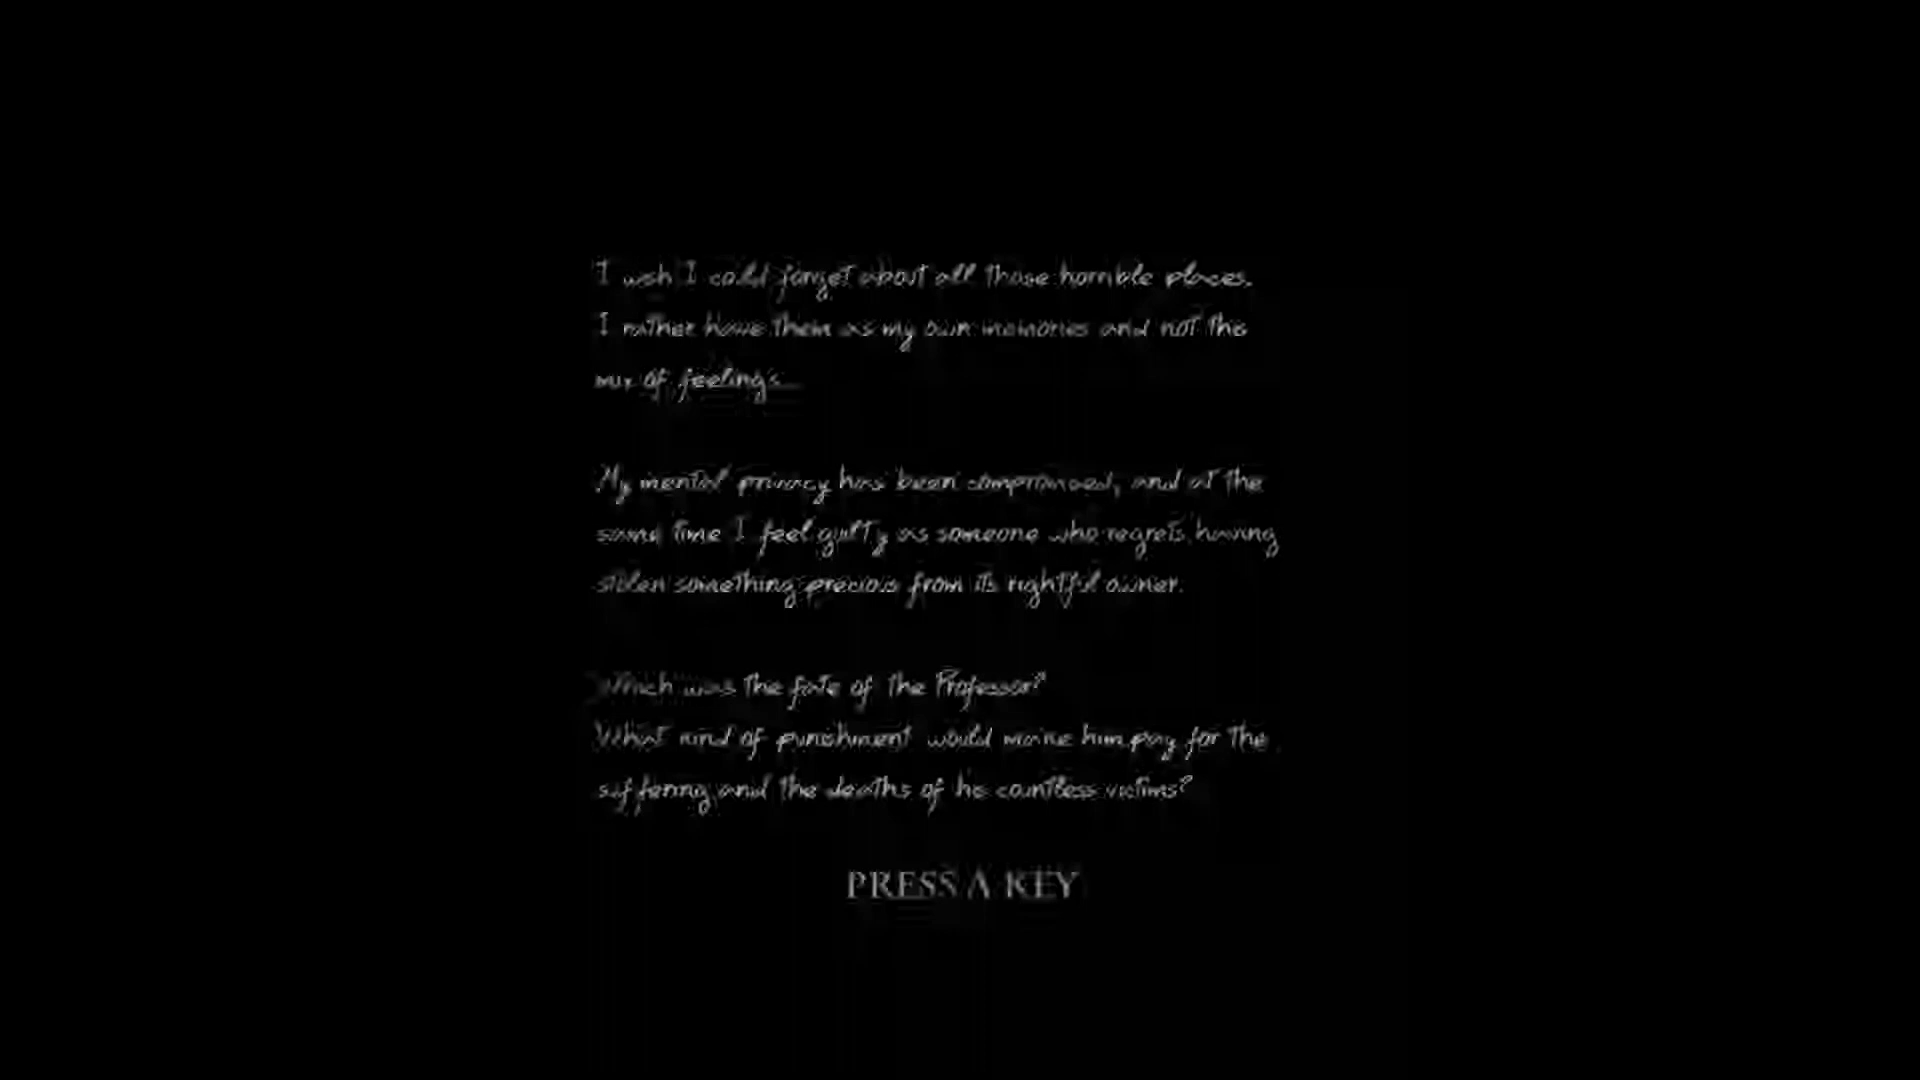 I wish I could forget about all those horrible places.
I rather have them as my own memories and not this
mix of feelings...
My mental privacy has been compromised, and at the
same time I feel guilty as someone who regrets having
stolen something precious from its rightful owner.
Which was the fate of the Professor?
What kind of punishment would make him pay for the
suffering and the deaths of his countless victims?
PRESS A KEY